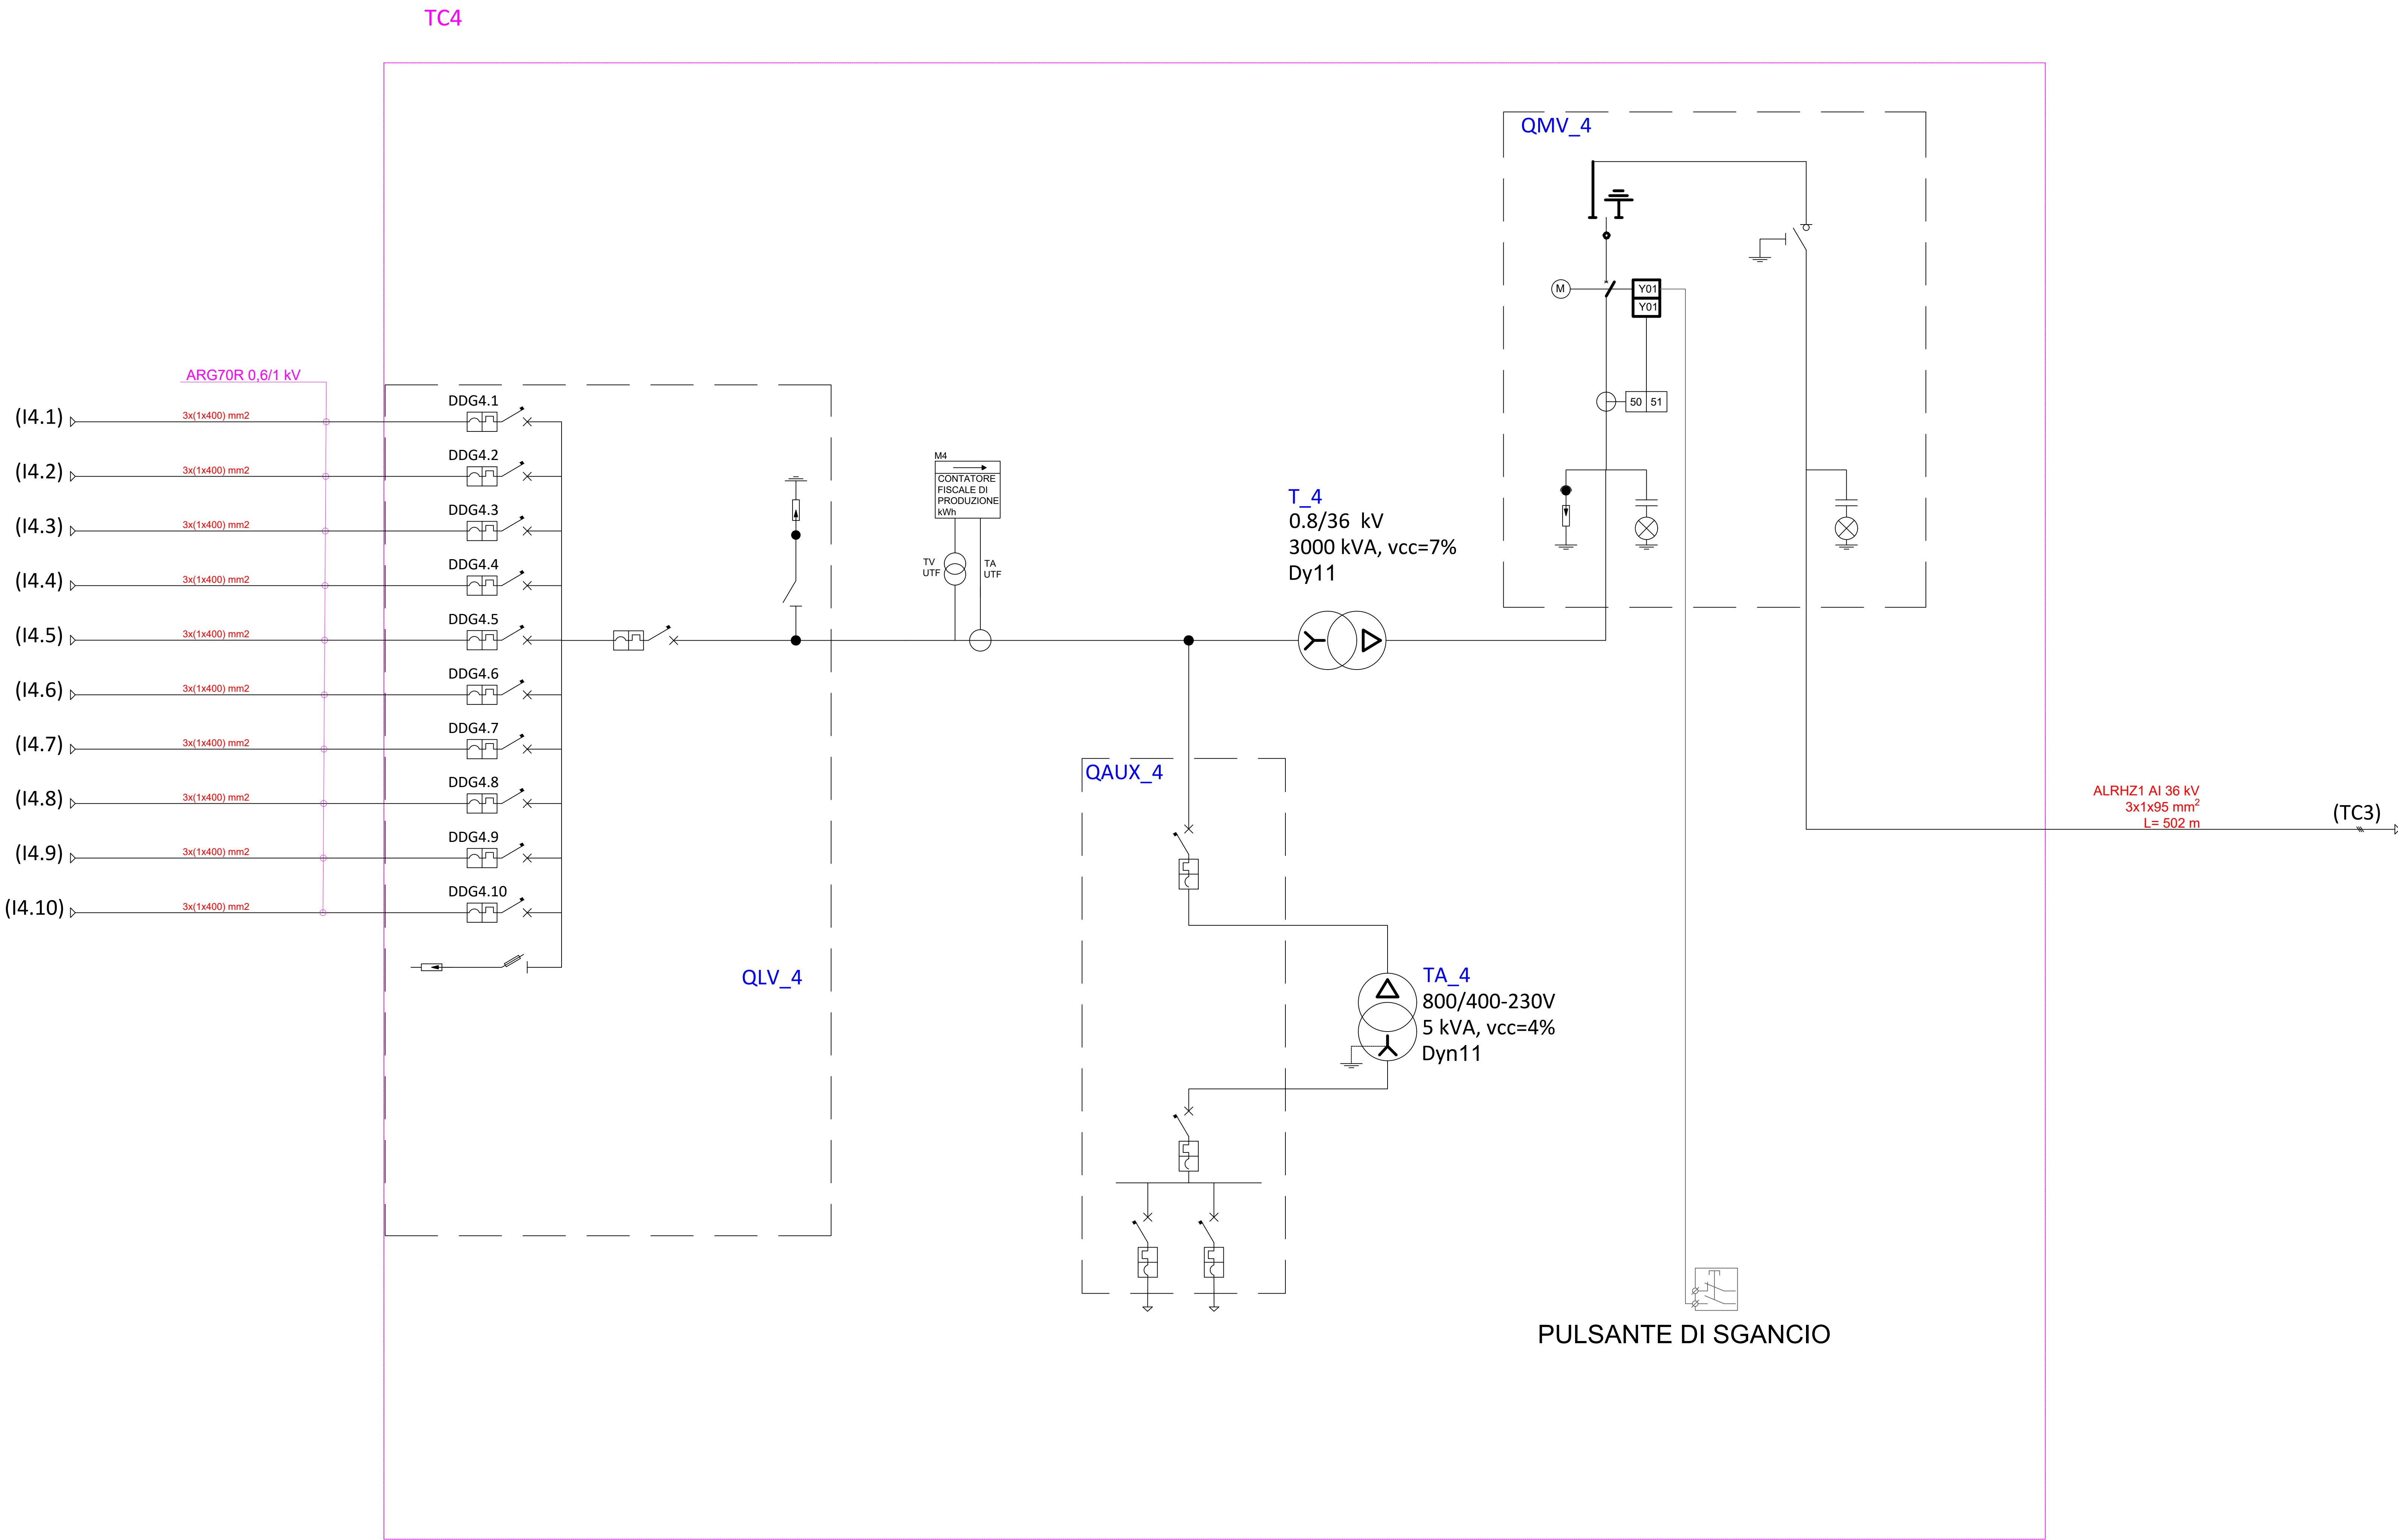 TC4
QMV_4
M
Y01
Y01
50 51
ARG70R 0,6/1 kV
(I4.1)
3x(1x400) mm2
DDG4.1
(I4.2)
3x(1x400) mm2
DDG4.2
(I4.3)
3x(1x400) mm2
DDG4.3
(I4.4)
3x(1x400) mm2
DDG4.4
(I4.5)
3x(1x400) mm2
DDG4.5
(I4.6)
3x(1x400) mm2
DDG4.6
(I4.7)
3x(1x400) mm2
DDG4.7
(I4.8)
3x(1x400) mm2
DDG4.8
(I4.9)
3x(1x400) mm2
DDG4.9
(I4.10)
3x(1x400) mm2
DDG4.10
QLV_4
M4
CONTATORE
FISCALE DI
PRODUZIONE
kWh
TV
UTF
TA
UTF
T_4
0.8/36 kV
3000 kVA, vcc=7%
Dy11
QAUX_4
TA_4
800/400-230V
5 kVA, vcc=4%
Dyn11
ALRHZ1 Al 36 kV
3x1x95 mm²
L= 502 m
(TC3)
PULSANTE DI SGANCIO